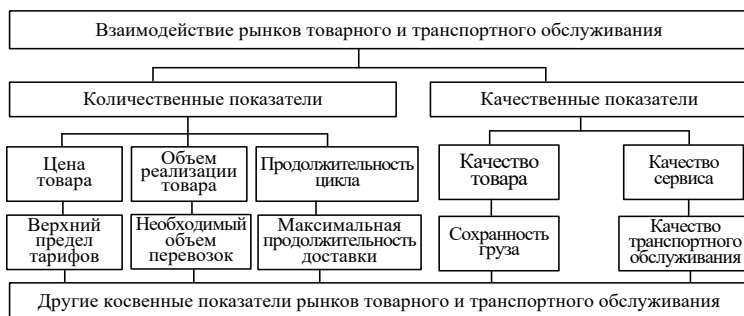 Взаимодействие рынков товарного и транспортного обслуживания
Количественные показатели
Качественные показатели
Цена
товара
Объем
реализации
товара
Продолжительность
цикла
Качество
товара
Качество
сервиса
Верхний
предел
тарифов
Необходимый
объем
перевозок
Максимальная
продолжительность
доставки
Сохранность
груза
Качество
транспортного
обслуживания
Другие косвенные показатели рынков товарного и транспортного обслуживания